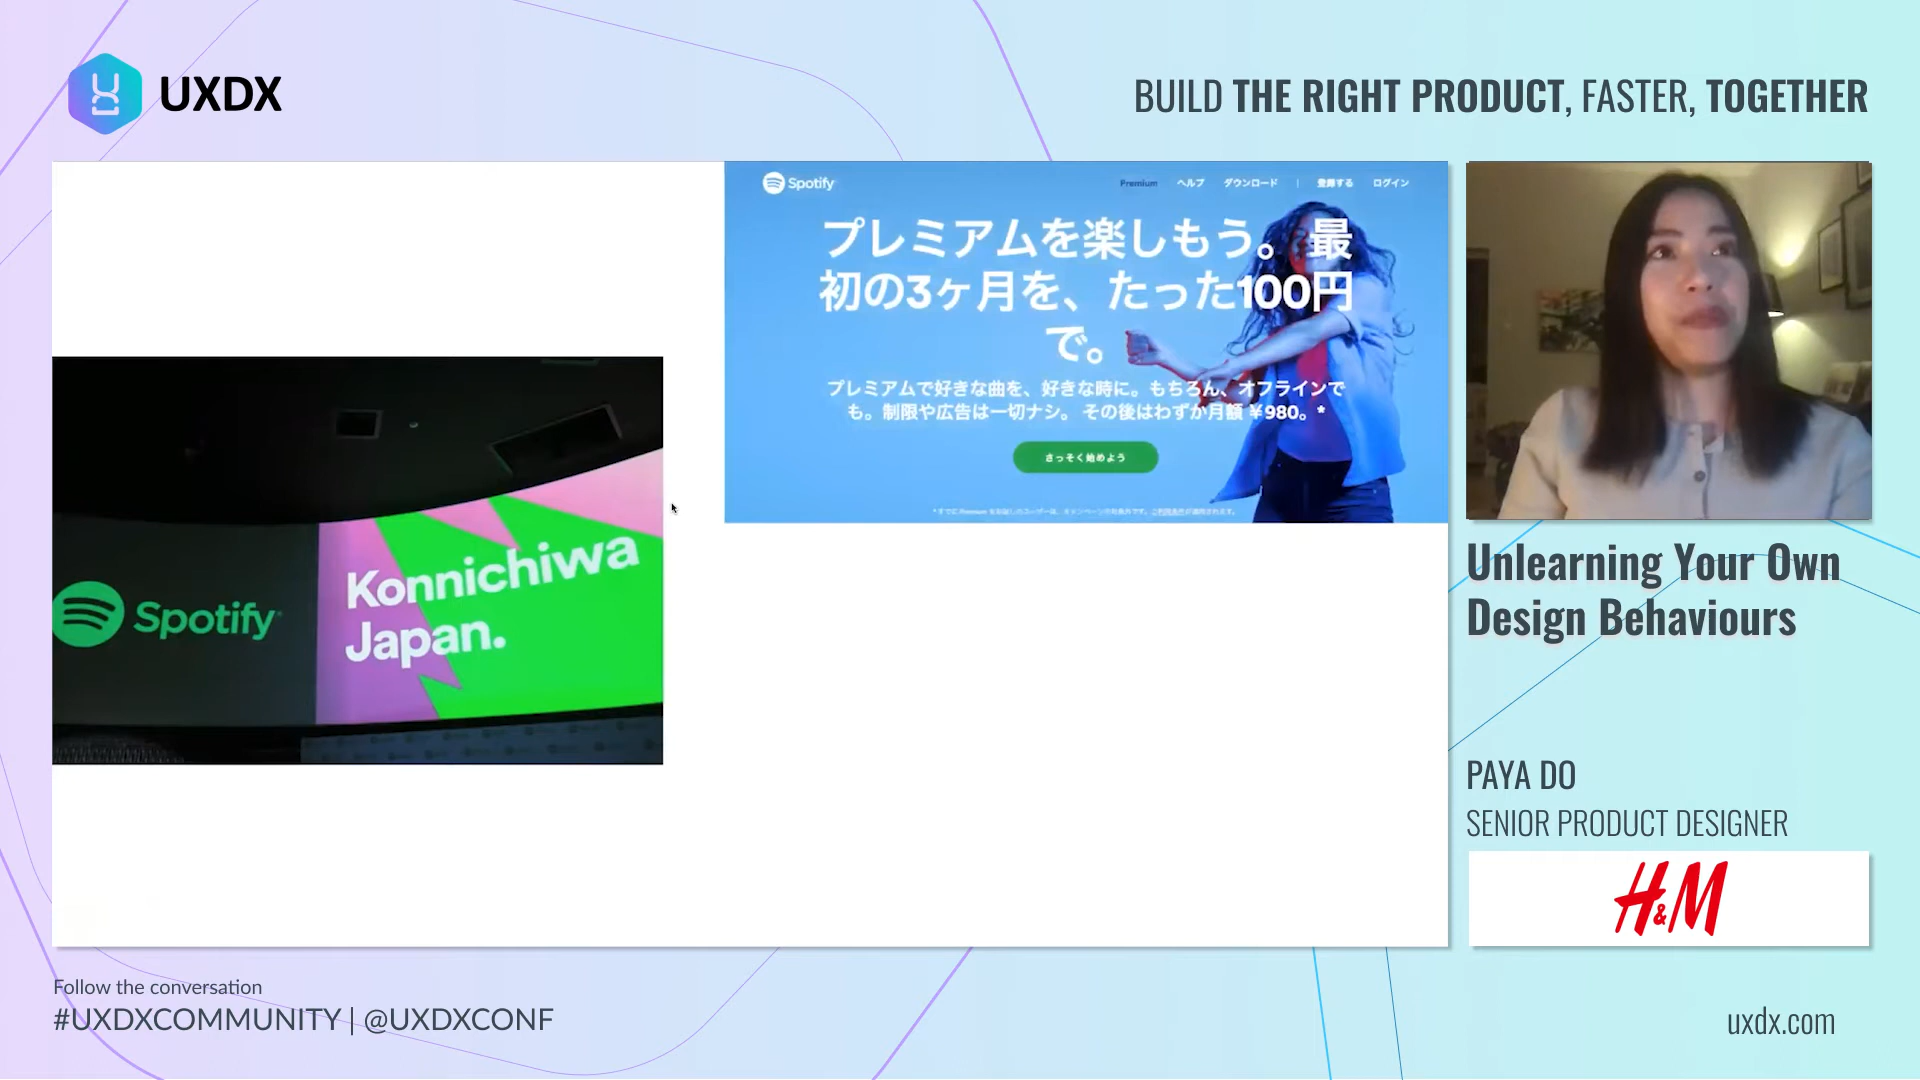 UXDX
BUILD THE RIGHT PRODUCT, FASTER, TOGETHER
Spotify
Premium ヘルプ ダウンロード | 登録する ログイン
プレミアムを楽しもう。 最
初の3ヶ月を、たった100円
で。
プレミアムで好きな曲を、好きな時に。もちろん、オフラインで
も。制限や広告は一切ナシ。 その後はわずか月額 ¥980。*
さっそく始めよう
Spotify
Konnichiwa
Japan.
Unlearning Your Own
Design Behaviours
PAYA DO
SENIOR PRODUCT DESIGNER
H&M
Follow the conversation
#UXDXCOMMUNITY | @UXDXCONF
uxdx.com